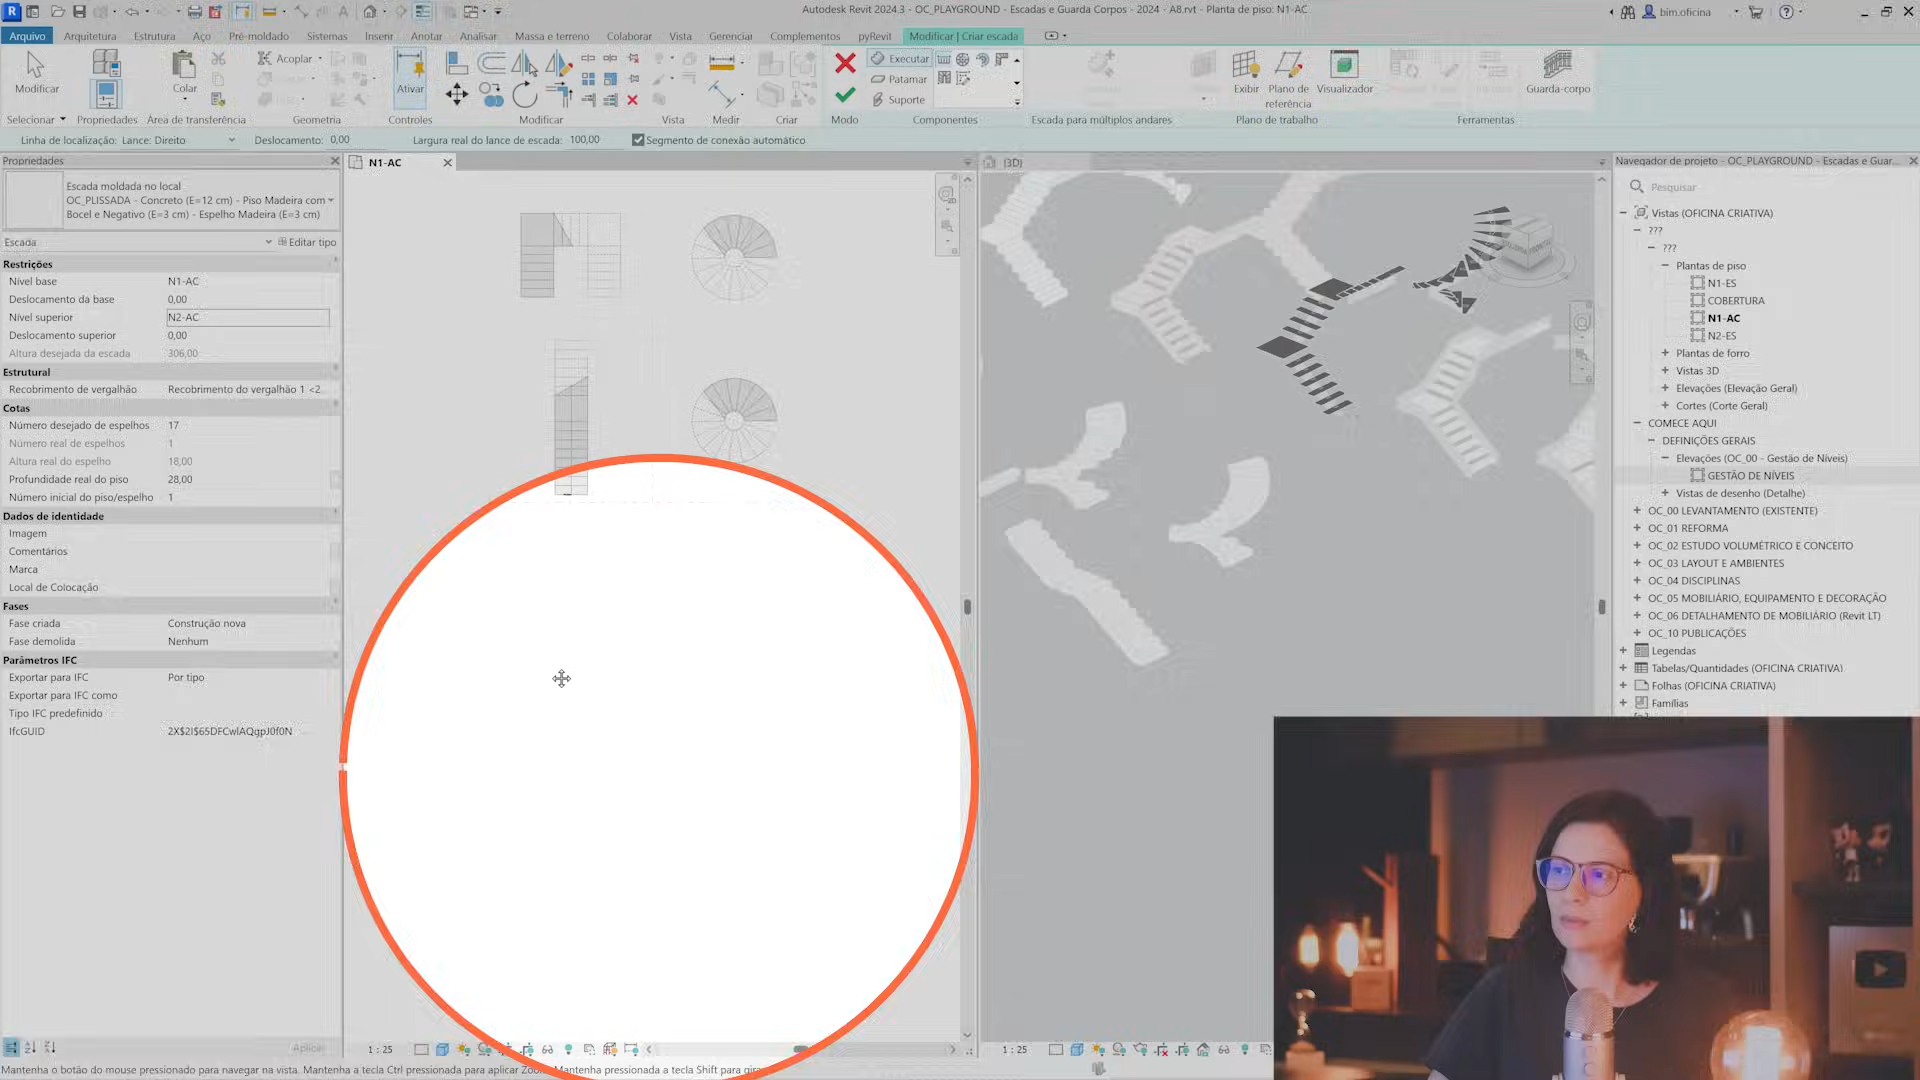 Autodesk Revit 2024.3 - OC_PLAYGROUND - Escadas e Guarda Corpos - 2024 - A8.rvt - Planta de piso: N1-AC
bim.oficina
Arquivo Arquitetura Estrutura Aço Pré-moldado Sistemas Inserir Anotar Analisar Massa e terreno Colaborar Vista Gerenciar Complementos pyRevit Modificar | Criar escada
Modificar
Colar
Acoplar
Ativar
Executar
Patamar
Suporte
Exibir
Plano de referência
Visualizador
Guarda-corpo
Selecionar Propriedades Área de transferência Geometria Controles Modificar Vista Medir Criar Modo Componentes Escada para múltiplos andares Plano de trabalho Ferramentas
Linha de localização: Lance: Direito Deslocamento: 0,00 Largura real do lance de escada: 100,00 Segmento de conexão automático
Propriedades
Escada moldada no local
OC_PLISSADA - Concreto (E=12 cm) - Piso Madeira com
Bocel e Negativo (E=3 cm) - Espelho Madeira (E=3 cm)
Escada Editar tipo
Restrições
Nível base N1-AC
Deslocamento da base 0,00
Nível superior N2-AC
Deslocamento superior 0,00
Altura desejada da escada 306,00
Estrutural
Recobrimento de vergalhão Recobrimento do vergalhão 1 <2...
Cotas
Número desejado de espelhos 17
Número real de espelhos 1
Altura real do espelho 18,00
Profundidade real do piso 28,00
Número inicial do piso/espelho 1
Dados de identidade
Imagem
Comentários
Marca
Local de Colocação
Fases
Fase criada Construção nova
Fase demolida Nenhum
Parâmetros IFC
Exportar para IFC Por tipo
Exportar para IFC como
Tipo IFC predefinido
IfcGUID
Aplicar
N1-AC
{3D}
1 : 25
1 : 25
Mantenha o botão do mouse pressionado para navegar na vista. Mantenha a tecla Ctrl pressionada para aplicar Zoom. Mantenha pressionada a tecla Shift para
Navegador de projeto - OC_PLAYGROUND - Escadas e Guar...
Pesquisar
Vistas (OFICINA CRIATIVA)
???
???
Plantas de piso
N1-ES
COBERTURA
N1-AC
N2-ES
Plantas de forro
Vistas 3D
Elevações (Elevação Geral)
Cortes (Corte Geral)
COMECE AQUI
DEFINIÇÕES GERAIS
Elevações (OC_00 - Gestão de Níveis)
GESTÃO DE NÍVEIS
Vistas de desenho (Detalhe)
OC_00 LEVANTAMENTO (EXISTENTE)
OC_01 REFORMA
OC_02 ESTUDO VOLUMÉTRICO E CONCEITO
OC_03 LAYOUT E AMBIENTES
OC_04 DISCIPLINAS
OC_05 MOBILIÁRIO, EQUIPAMENTO E DECORAÇÃO
OC_06 DETALHAMENTO DE MOBILIÁRIO (Revit LT)
OC_10 PUBLICAÇÕES
Legendas
Tabelas/Quantidades (OFICINA CRIATIVA)
Folhas (OFICINA CRIATIVA)
Famílias